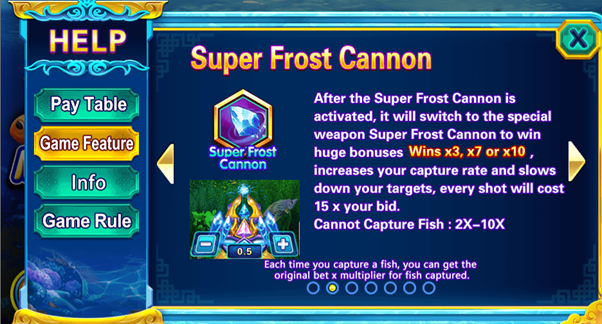 HELP
Pay Table
Game Feature
Info
Game Rule
X
Super Frost Cannon
Super Frost
Cannon
0.5
After the Super Frost Cannon is
activated, it will switch to the special
weapon Super Frost Cannon to win
huge bonuses Wins x3, x7 or x10 ,
increases your capture rate and slows
down your targets, every shot will cost
15 x your bid.
Cannot Capture Fish : 2X–10X
Each time you capture a fish, you can get the
original bet x multiplier for fish captured.